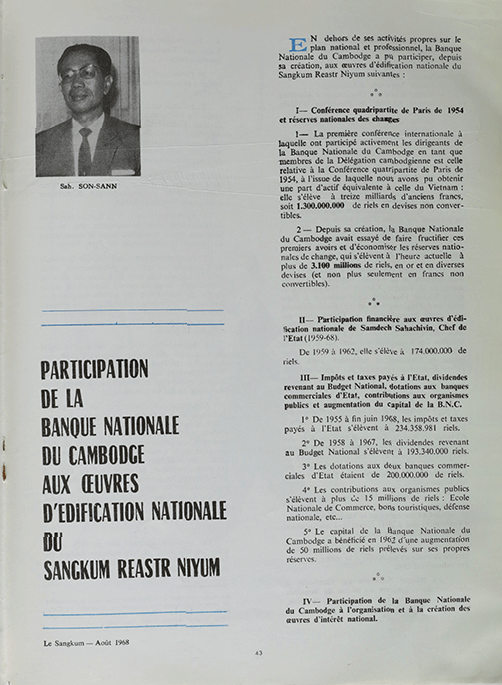 Sah. SON-SANN
PARTICIPATION
DE LA
BANQUE NATIONALE
DU CAMBODGE
AUX ŒUVRES
D'EDIFICATION NATIONALE
DU
SANGKUM REASTR NIYUM
Le Sangkum — Août 1968
EN dehors de ses activités propres sur le
plan national et professionnel, la Banque
Nationale du Cambodge a pu participer, depuis
sa création, aux œuvres d'édification nationale du
Sangkum Reastr Niyum suivantes :
I— Conférence quadripartite de Paris de 1954
et réserves nationales des changes
1— La première conférence internationale à
laquelle ont participé activement les dirigeants de
la Banque Nationale du Cambodge en tant que
membres de la Délégation cambodgienne est celle
relative à la Conférence quatripartite de Paris de
1954, à l'issue de laquelle nous avons pu obtenir
une part d'actif équivalente à celle du Vietnam :
elle s'élève à treize milliards d'anciens francs,
soit 1.300.000.000 de riels en devises non conver-
tibles.
2 — Depuis sa création, la Banque Nationale
du Cambodge avait essayé de faire fructifier ces
premiers avoirs et d'économiser les réserves natio-
nales de change, qui s'élèvent à l'heure actuelle à
plus de 3.100 millions de riels, en or et en diverses
devises (et non plus seulement en francs non
convertibles).
II— Participation financière aux œuvres d'édi-
fication nationale de Samdech Sahachivin, Chef de
l'Etat (1959-68).
De 1959 à 1962, elle s'élève à 174.000.000 de
riels.
III— Impôts et taxes payés à l'Etat, dividendes
revenant au Budget National, dotations aux banques
commerciales d'Etat, contributions aux organismes
publics et augmentation du capital de la B.N.C.
1° De 1955 à fin juin 1968, les impôts et taxes
payés à l'Etat s'élèvent à 234.358.981 riels.
2° De 1958 à 1967, les dividendes revenant
au Budget National s'élèvent à 193.340.000 riels.
3° Les dotations aux deux banques commer-
ciales d'Etat étaient de 200.000.000 de riels.
4° Les contributions aux organismes publics
s'élèvent à plus de 15 millions de riels : Ecole
Nationale de Commerce, bons touristiques, défense
nationale, etc...
5° Le capital de la Banque Nationale du
Cambodge a bénéficié en 1962 d'une augmentation
de 50 millions de riels prélevés sur ses propres
réserves.
IV— Participation de la Banque Nationale
du Cambodge à l'organisation et à la création des
œuvres d'intérêt national.
43